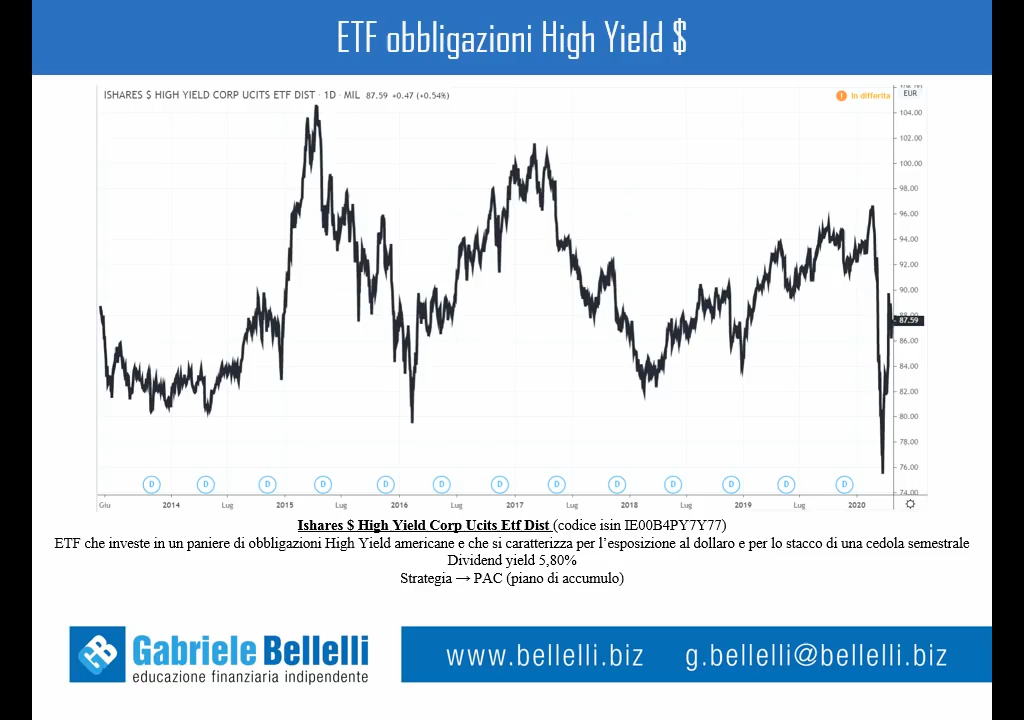 ETF obbligazioni High Yield $
ISHARES $ HIGH YIELD CORP UCITS ETF DIST · 1D · MIL 87.59 +0.47 (+0.54%)
! In differita
EUR
104.00
102.00
100.00
98.00
96.00
94.00
92.00
90.00
88.00
87.59
86.00
84.00
82.00
80.00
78.00
76.00
74.00
D D D D D D D D D D D D D
Giu 2014 Lug 2015 Lug 2016 Lug 2017 Lug 2018 Lug 2019 Lug 2020
Ishares $ High Yield Corp Ucits Etf Dist (codice isin IE00B4PY7Y77)
ETF che investe in un paniere di obbligazioni High Yield americane e che si caratterizza per l’esposizione al dollaro e per lo stacco di una cedola semestrale
Dividend yield 5,80%
Strategia → PAC (piano di accumulo)
GB Gabriele Bellelli
educazione finanziaria indipendente
www.bellelli.biz g.bellelli@bellelli.biz